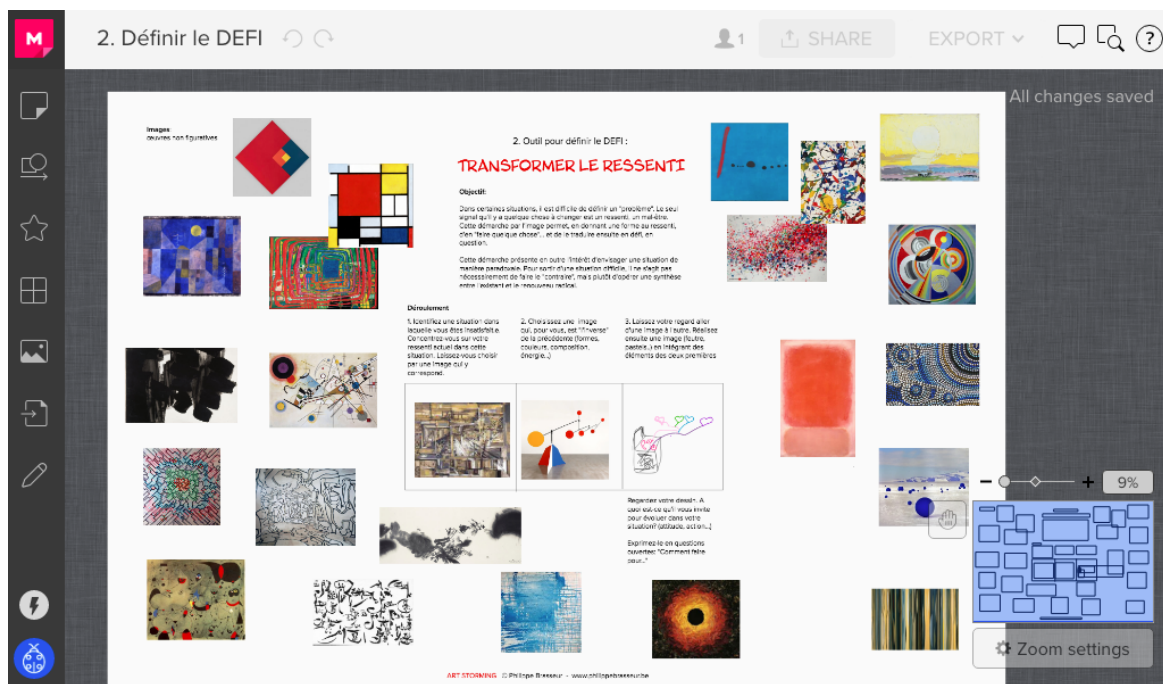 M
2. Définir le DEFI
1
SHARE
EXPORT
?
All changes saved
Images:
œuvres non figuratives
2. Outil pour définir le DEFI :
TRANSFORMER LE RESSENTI
Objectif:
Dans certaines situations, il est difficile de définir un "problème". Le seul
signal qu'il y a quelque chose à changer est un ressenti, un mal-être.
Cette démarche par l'image permet, en donnant une forme au ressenti,
d'en "faire quelque chose"... et de le traduire ensuite en défi, en
question.
Cette démarche présente en outre l'intérêt d'envisager une situation de
manière paradoxale. Pour sortir d'une situation difficile, il ne s'agit pas
nécessairement de faire le "contraire", mais plutôt d'opérer une synthèse
entre l'existant et le renouveau radical.
Déroulement
1. Identifiez une situation dans
laquelle vous êtes insatisfait.e.
Concentrez-vous sur votre
ressenti actuel dans cette
situation. Laissez-vous choisir
par une image qui y
correspond.
2. Choisissez une image
qui, pour vous, est "l'inverse"
de la précédente (formes,
couleurs, composition,
énergie...)
3. Laissez votre regard aller
d'une image à l'autre. Réalisez
ensuite une image (feutre,
pastels..) en intégrant des
éléments des deux premières
Regardez votre dessin. A
quoi est-ce qu'il vous invite
pour évoluer dans votre
situation? (attitude, action...)
Exprimez-le en questions
ouvertes: "Comment faire
pour..."
9%
Zoom settings
ART STORMING © Philippe Brasseur - www.philippebrasseur.be